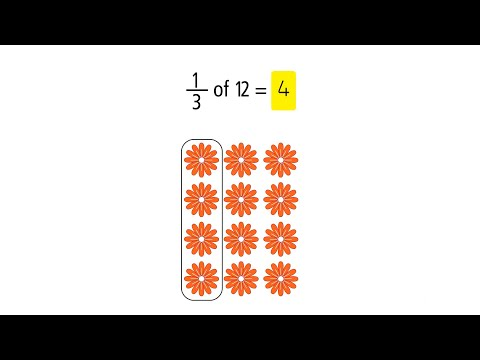 1/3 of 12 = 4